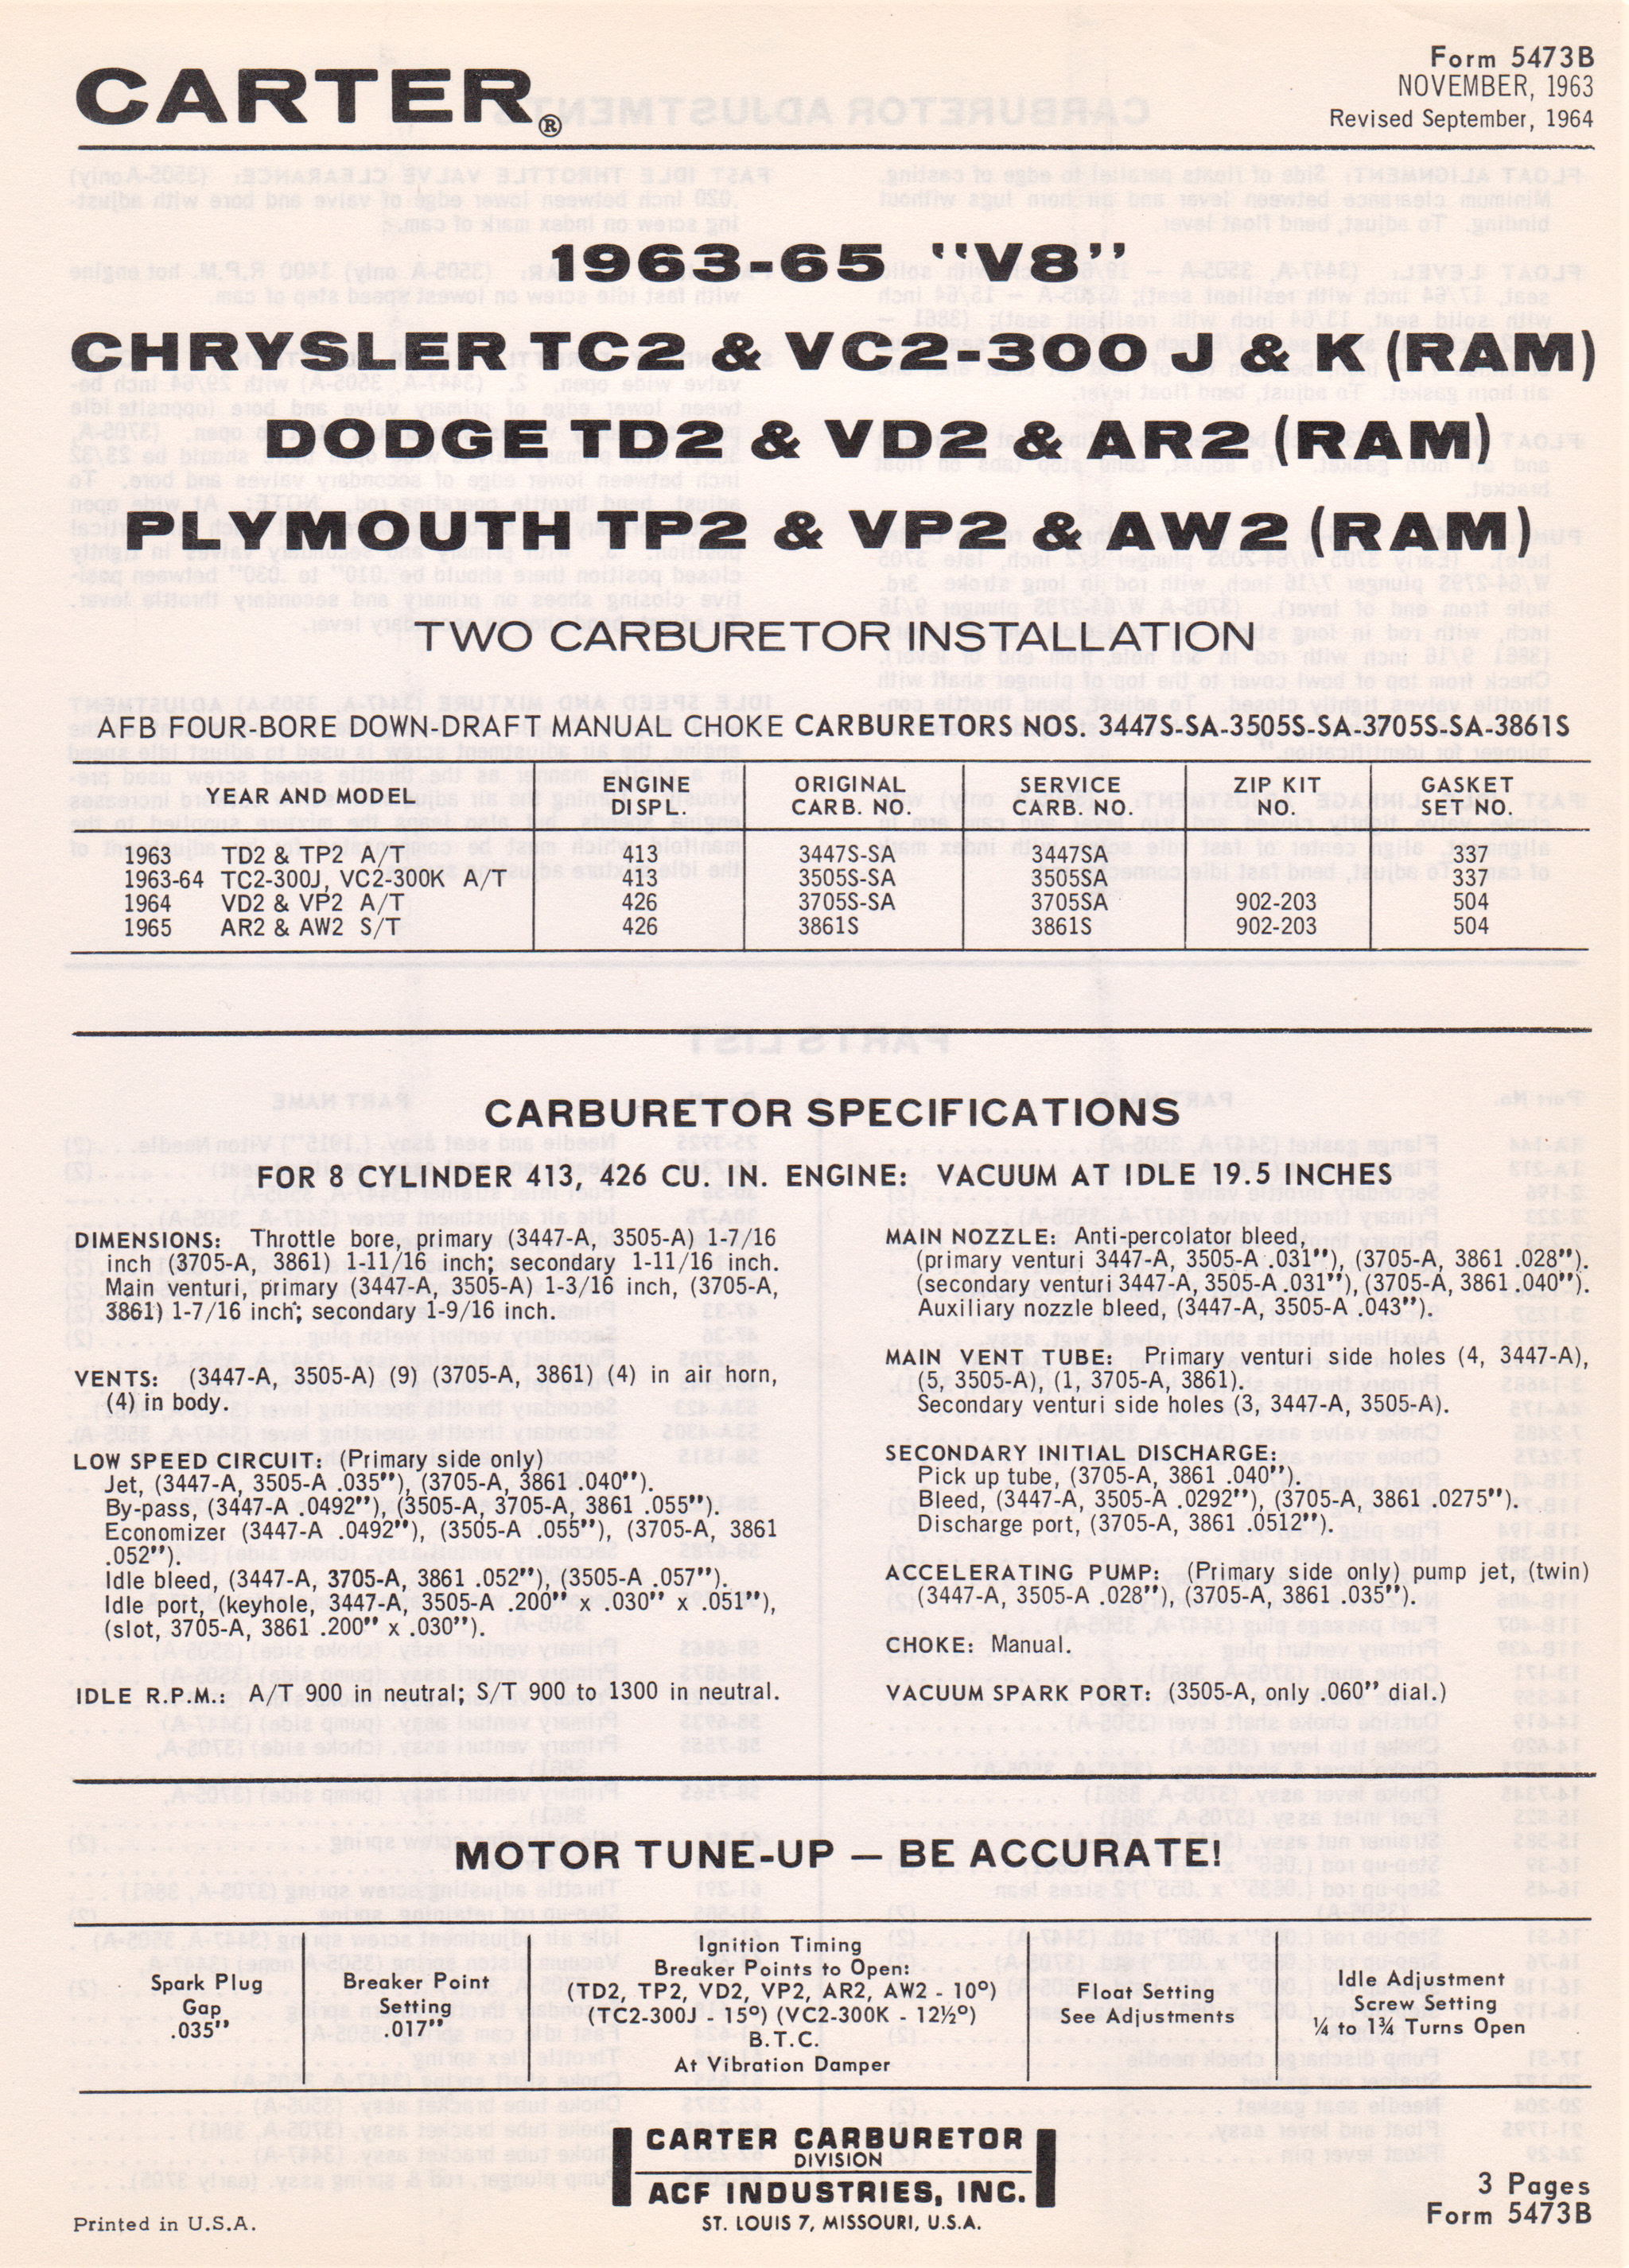 CARTER®
Form 5473B
NOVEMBER, 1963
Revised September, 1964
1963-65 "V8"
CHRYSLER TC2 & VC2-300 J & K (RAM)
DODGE TD2 & VD2 & AR2 (RAM)
PLYMOUTH TP2 & VP2 & AW2 (RAM)
TWO CARBURETOR INSTALLATION
AFB FOUR-BORE DOWN-DRAFT MANUAL CHOKE CARBURETORS NOS. 3447S-SA-3505S-SA-3705S-SA-3861S
YEAR AND MODEL ENGINE DISPL. ORIGINAL CARB. NO. SERVICE CARB. NO. ZIP KIT NO. GASKET SET NO.
1963 TD2 & TP2 A/T 413 3447S-SA 3447SA 337
1963-64 TC2-300J, VC2-300K A/T 413 3505S-SA 3505SA 337
1964 VD2 & VP2 A/T 426 3705S-SA 3705SA 902-203 504
1965 AR2 & AW2 S/T 426 3861S 3861S 902-203 504
CARBURETOR SPECIFICATIONS
FOR 8 CYLINDER 413, 426 CU. IN. ENGINE: VACUUM AT IDLE 19.5 INCHES
DIMENSIONS: Throttle bore, primary (3447-A, 3505-A) 1-7/16
inch (3705-A, 3861) 1-11/16 inch; secondary 1-11/16 inch.
Main venturi, primary (3447-A, 3505-A) 1-3/16 inch, (3705-A,
3861) 1-7/16 inch; secondary 1-9/16 inch.
VENTS: (3447-A, 3505-A) (9) (3705-A, 3861) (4) in air horn,
(4) in body.
LOW SPEED CIRCUIT: (Primary side only)
Jet, (3447-A, 3505-A .035"), (3705-A, 3861 .040").
By-pass, (3447-A .0492"), (3505-A, 3705-A, 3861 .055").
Economizer (3447-A .0492"), (3505-A .055"), (3705-A, 3861
.052").
Idle bleed, (3447-A, 3705-A, 3861 .052"), (3505-A .057").
Idle port, (keyhole, 3447-A, 3505-A .200" x .030" x .051"),
(slot, 3705-A, 3861 .200" x .030").
IDLE R.P.M.: A/T 900 in neutral; S/T 900 to 1300 in neutral.
MAIN NOZZLE: Anti-percolator bleed,
(primary venturi 3447-A, 3505-A .031"), (3705-A, 3861 .028").
(secondary venturi 3447-A, 3505-A .031"), (3705-A, 3861 .040").
Auxiliary nozzle bleed, (3447-A, 3505-A .043").
MAIN VENT TUBE: Primary venturi side holes (4, 3447-A),
(5, 3505-A), (1, 3705-A, 3861).
Secondary venturi side holes (3, 3447-A, 3505-A).
SECONDARY INITIAL DISCHARGE:
Pick up tube, (3705-A, 3861 .040").
Bleed, (3447-A, 3505-A .0292"), (3705-A, 3861 .0275").
Discharge port, (3705-A, 3861 .0512").
ACCELERATING PUMP: (Primary side only) pump jet, (twin)
(3447-A, 3505-A .028"), (3705-A, 3861 .035").
CHOKE: Manual.
VACUUM SPARK PORT: (3505-A, only .060" dial.)
MOTOR TUNE-UP — BE ACCURATE!
Spark Plug
Gap
.035"
Breaker Point
Setting
.017"
Ignition Timing
Breaker Points to Open:
(TD2, TP2, VD2, VP2, AR2, AW2 - 10°)
(TC2-300J - 15°) (VC2-300K - 12½°)
B.T.C.
At Vibration Damper
Float Setting
See Adjustments
Idle Adjustment
Screw Setting
¼ to 1¾ Turns Open
CARTER CARBURETOR
DIVISION
ACF INDUSTRIES, INC.
ST. LOUIS 7, MISSOURI, U.S.A.
Printed in U.S.A.
3 Pages
Form 5473B